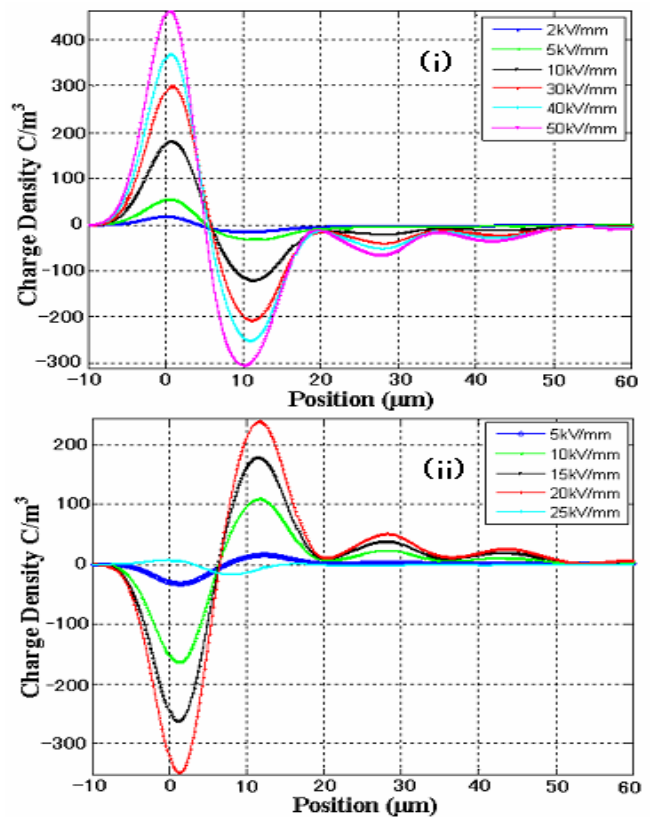 (i)
2kV/mm
5kV/mm
10kV/mm
30kV/mm
40kV/mm
50kV/mm
Charge Density C/m³
400
300
200
100
0
-100
-200
-300
-10 0 10 20 30 40 50 60
Position (µm)
(ii)
5kV/mm
10kV/mm
15kV/mm
20kV/mm
25kV/mm
Charge Density C/m³
200
100
0
-100
-200
-300
-10 0 10 20 30 40 50 60
Position (µm)